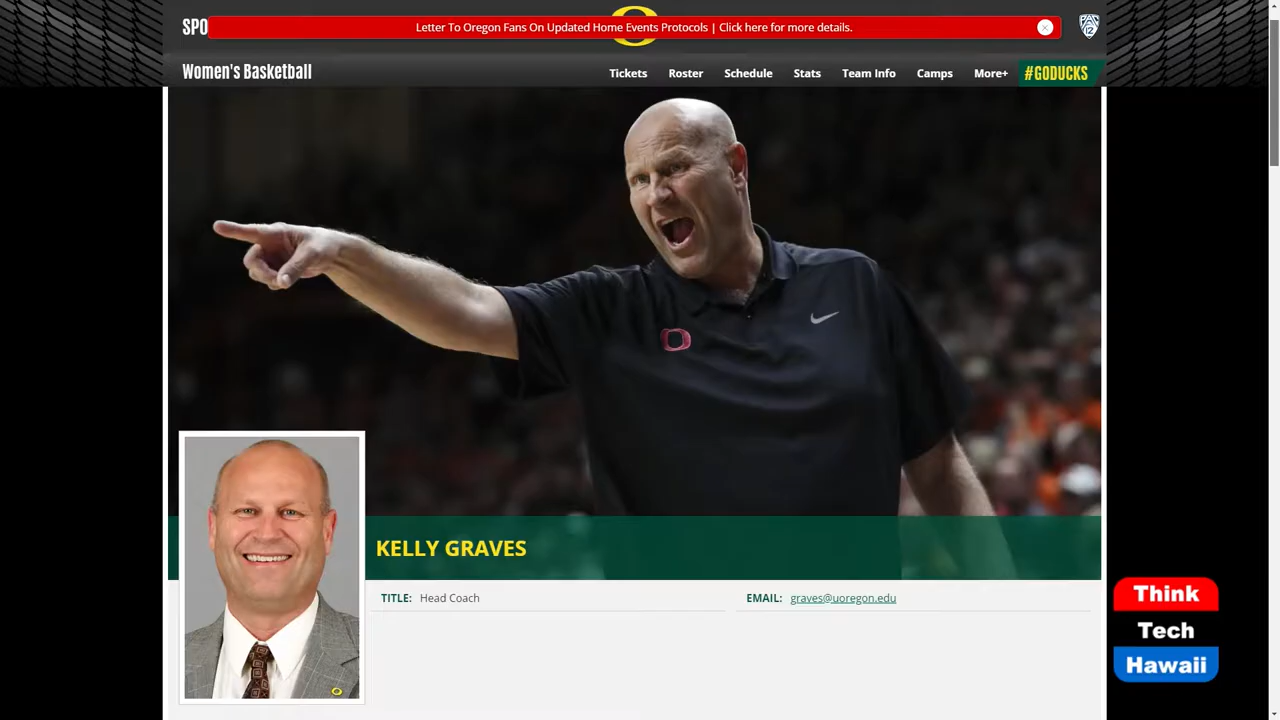 SPO
Letter To Oregon Fans On Updated Home Events Protocols | Click here for more details.
Women's Basketball
Tickets
Roster
Schedule
Stats
Team Info
Camps
More+
#GODUCKS
KELLY GRAVES
TITLE: Head Coach
EMAIL: graves@uoregon.edu
Think
Tech
Hawaii